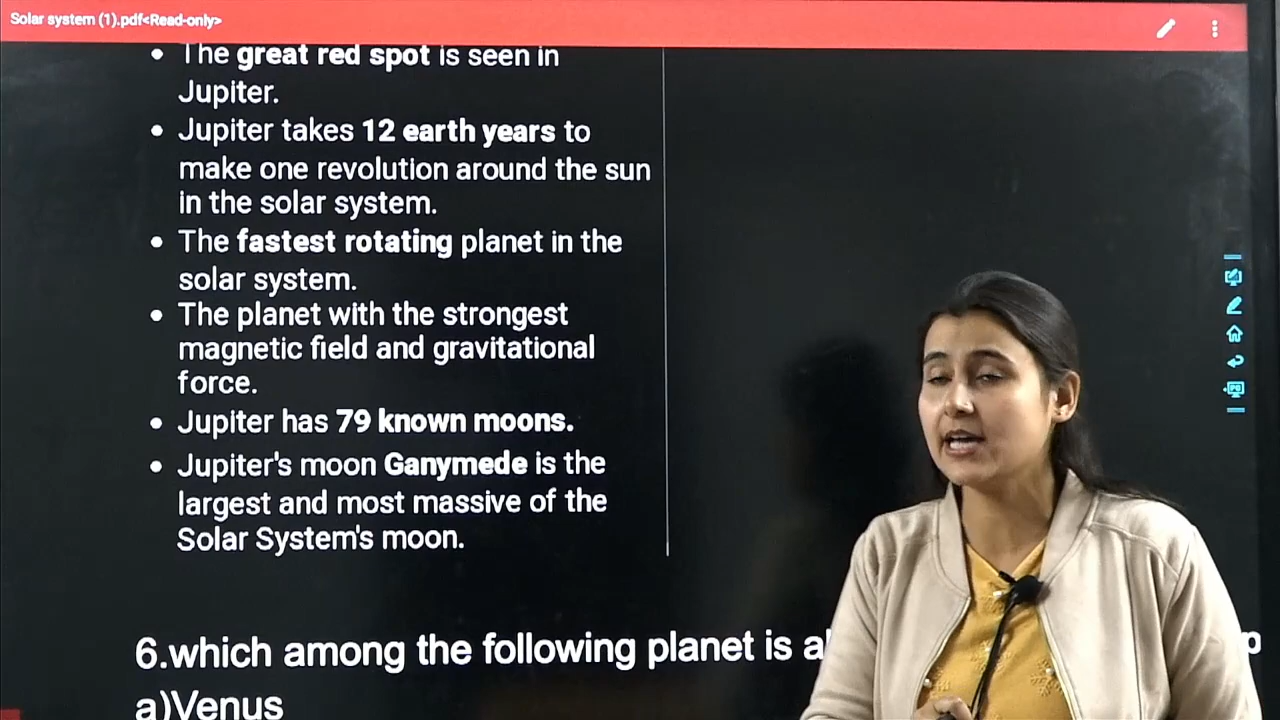 Solar system (1).pdf<Read-only>
• The great red spot is seen in
Jupiter.
• Jupiter takes 12 earth years to
make one revolution around the sun
in the solar system.
• The fastest rotating planet in the
solar system.
• The planet with the strongest
magnetic field and gravitational
force.
• Jupiter has 79 known moons.
• Jupiter's moon Ganymede is the
largest and most massive of the
Solar System's moon.
6.which among the following planet is
a)Venus